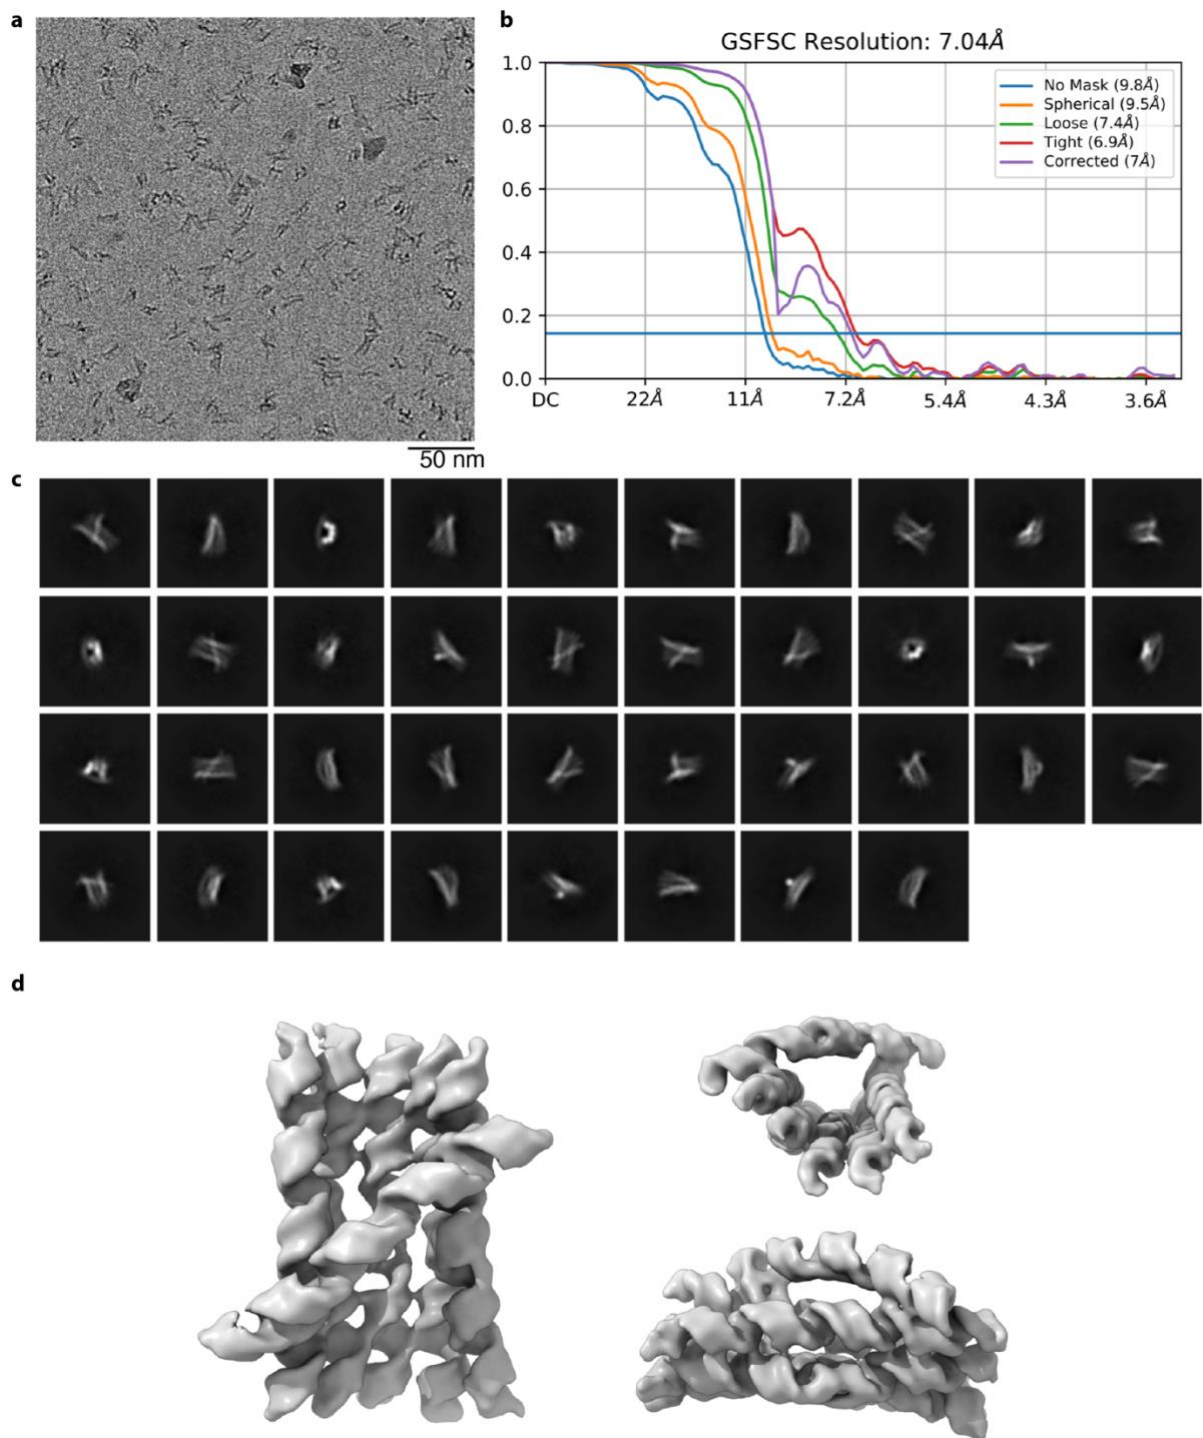 a
50 nm
b
GSFSC Resolution: 7.04Å
1.0
0.8
0.6
0.4
0.2
0.0
DC
22Å
11Å
7.2Å
5.4Å
4.3Å
3.6Å
No Mask (9.8Å)
Spherical (9.5Å)
Loose (7.4Å)
Tight (6.9Å)
Corrected (7Å)
c
d